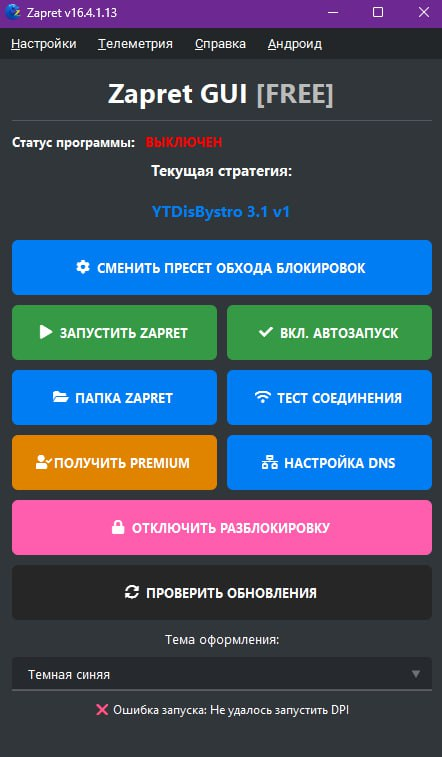 Zapret v16.4.1.13
Настройки Телеметрия Справка Андроид
Zapret GUI [FREE]
Статус программы: ВЫКЛЮЧЕН
Текущая стратегия:
YTDisBystro 3.1 v1
СМЕНИТЬ ПРЕСЕТ ОБХОДА БЛОКИРОВОК
ЗАПУСТИТЬ ZAPRET
ВКЛ. АВТОЗАПУСК
ПАПКА ZAPRET
ТЕСТ СОЕДИНЕНИЯ
ПОЛУЧИТЬ PREMIUM
НАСТРОЙКА DNS
ОТКЛЮЧИТЬ РАЗБЛОКИРОВКУ
ПРОВЕРИТЬ ОБНОВЛЕНИЯ
Тема оформления:
Темная синяя
Ошибка запуска: Не удалось запустить DPI